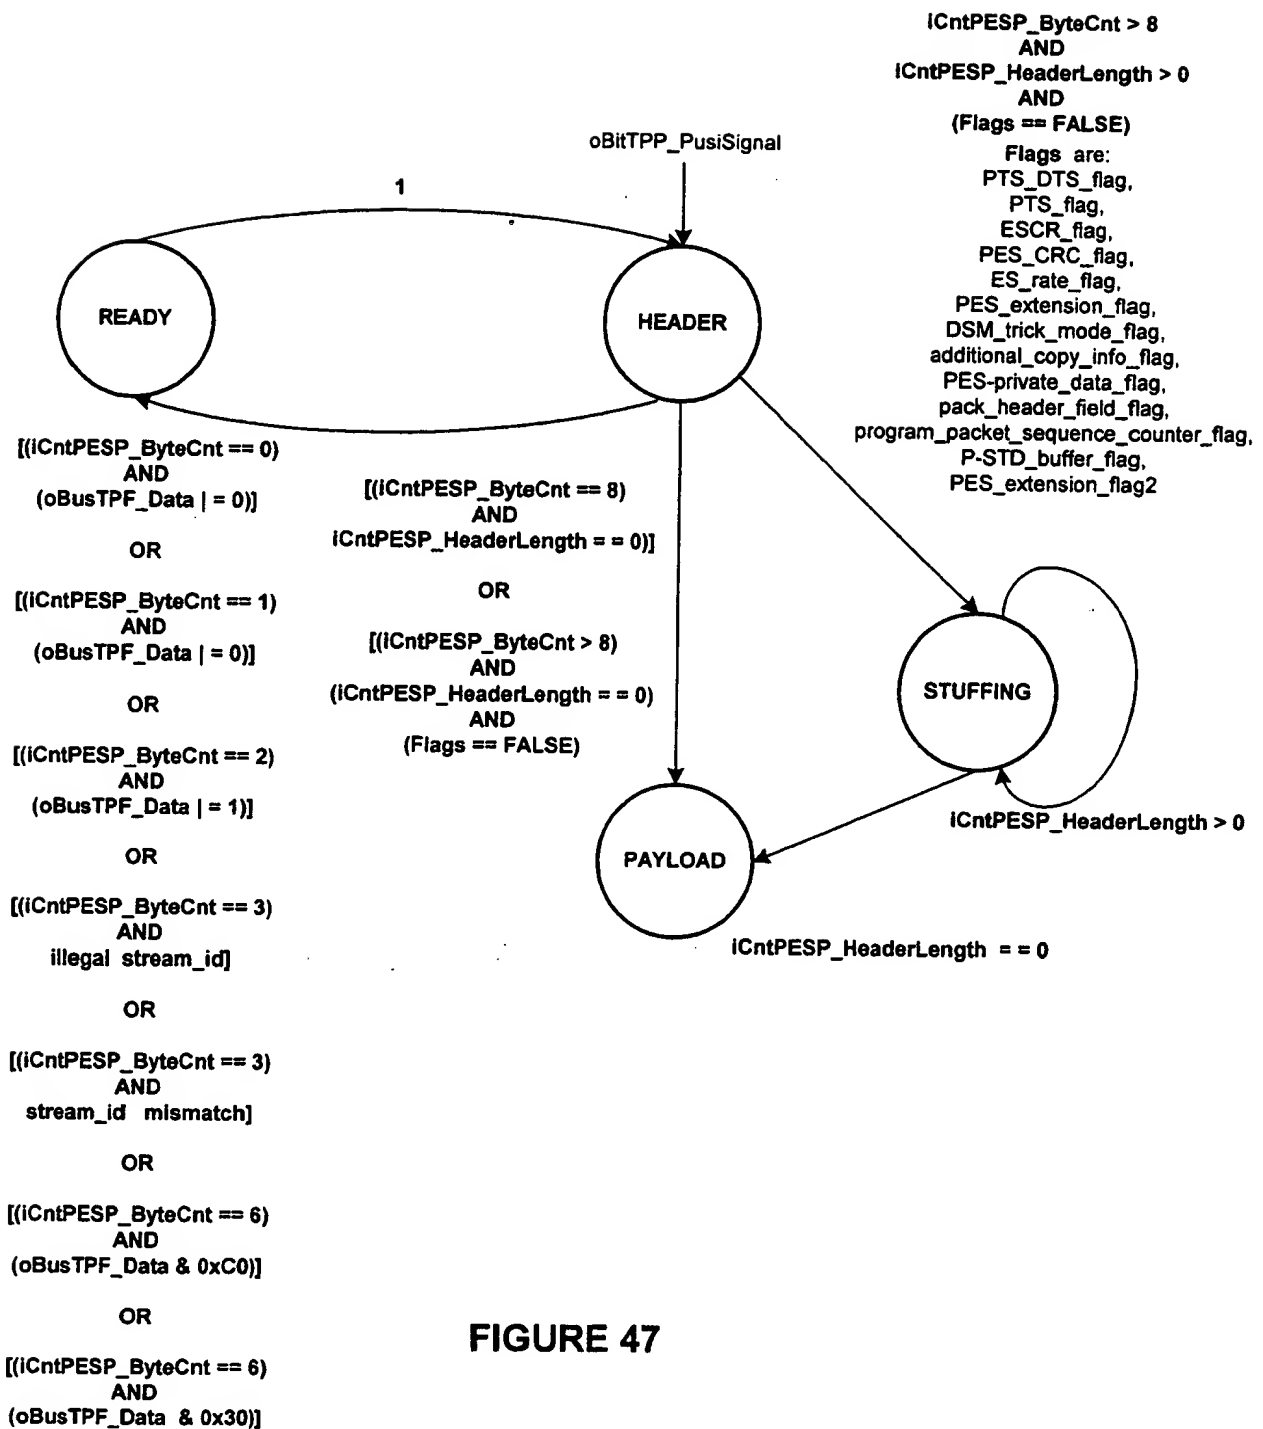 iCntPESP_ByteCnt > 8
AND
iCntPESP_HeaderLength > 0
AND
(Flags == FALSE)
Flags are:
PTS_DTS_flag,
PTS_flag,
ESCR_flag,
PES_CRC_flag,
ES_rate_flag,
PES_extension_flag,
DSM_trick_mode_flag,
additional_copy_info_flag,
PES-private_data_flag,
pack_header_field_flag,
program_packet_sequence_counter_flag,
P-STD_buffer_flag,
PES_extension_flag2
oBitTPP_PusiSignal
1
READY
HEADER
[(iCntPESP_ByteCnt == 0)
AND
(oBusTPF_Data | = 0)]
OR
[(iCntPESP_ByteCnt == 1)
AND
(oBusTPF_Data | = 0)]
OR
[(iCntPESP_ByteCnt == 2)
AND
(oBusTPF_Data | = 1)]
OR
[(iCntPESP_ByteCnt == 3)
AND
illegal stream_id]
OR
[(iCntPESP_ByteCnt == 3)
AND
stream_id mismatch]
OR
[(iCntPESP_ByteCnt == 6)
AND
(oBusTPF_Data & 0xC0)]
OR
[(iCntPESP_ByteCnt == 6)
AND
(oBusTPF_Data & 0x30)]
[(iCntPESP_ByteCnt == 8)
AND
iCntPESP_HeaderLength = = 0)]
OR
[(iCntPESP_ByteCnt > 8)
AND
(iCntPESP_HeaderLength = = 0)
AND
(Flags == FALSE)
STUFFING
iCntPESP_HeaderLength > 0
PAYLOAD
iCntPESP_HeaderLength = = 0
FIGURE 47